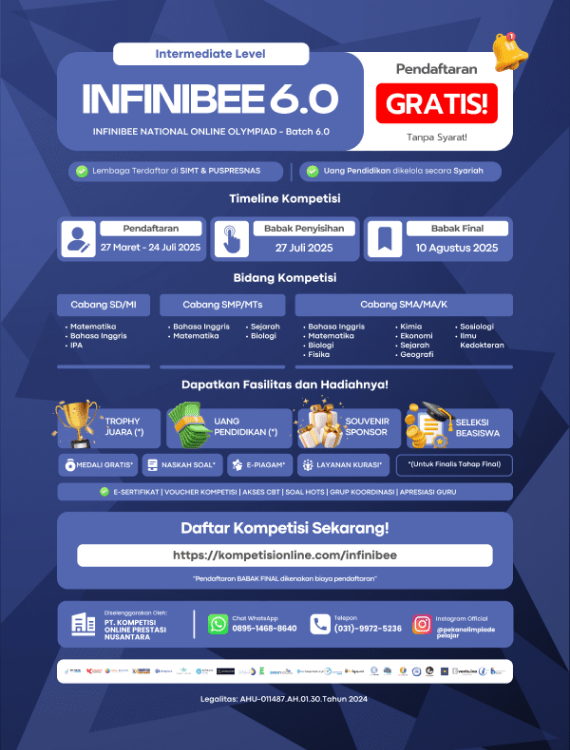 Intermediate Level
INFINIBEE 6.0
INFINIBEE NATIONAL ONLINE OLYMPIAD - Batch 6.0
Pendaftaran
GRATIS!
Tanpa Syarat!
1
Lembaga Terdaftar di SIMT & PUSPRESNAS
Uang Pendidikan dikelola secara Syariah
Timeline Kompetisi
Pendaftaran
27 Maret - 24 Juli 2025
Babak Penyisihan
27 Juli 2025
Babak Final
10 Agustus 2025
Bidang Kompetisi
Cabang SD/MI
• Matematika
• Bahasa Inggris
• IPA
Cabang SMP/MTs
• Bahasa Inggris
• Matematika
• Sejarah
• Biologi
Cabang SMA/MA/K
• Bahasa Inggris
• Matematika
• Biologi
• Fisika
• Kimia
• Ekonomi
• Sejarah
• Geografi
• Sosiologi
• Ilmu
Kedokteran
Dapatkan Fasilitas dan Hadiahnya!
TROPHY
JUARA (*)
UANG
PENDIDIKAN (*)
SOUVENIR
SPONSOR
SELEKSI
BEASISWA
MEDALI GRATIS*
NASKAH SOAL*
E-PIAGAM*
LAYANAN KURASI*
*(Untuk Finalis Tahap Final)
E-SERTIFIKAT | VOUCHER KOMPETISI | AKSES CBT | SOAL HOTS | GRUP KOORDINASI | APRESIASI GURU
Daftar Kompetisi Sekarang!
https://kompetisionline.com/infinibee
"Pendaftaran BABAK FINAL dikenakan biaya pendaftaran"
Diselenggarakan Oleh:
PT. KOMPETISI
ONLINE PRESTASI
NUSANTARA
Chat WhatsApp
0895-1468-8640
Telepon
(031)-9972-5236
Instagram Official
@pekanolimpiade
pelajar
Legalitas: AHU-011487.AH.01.30.Tahun 2024